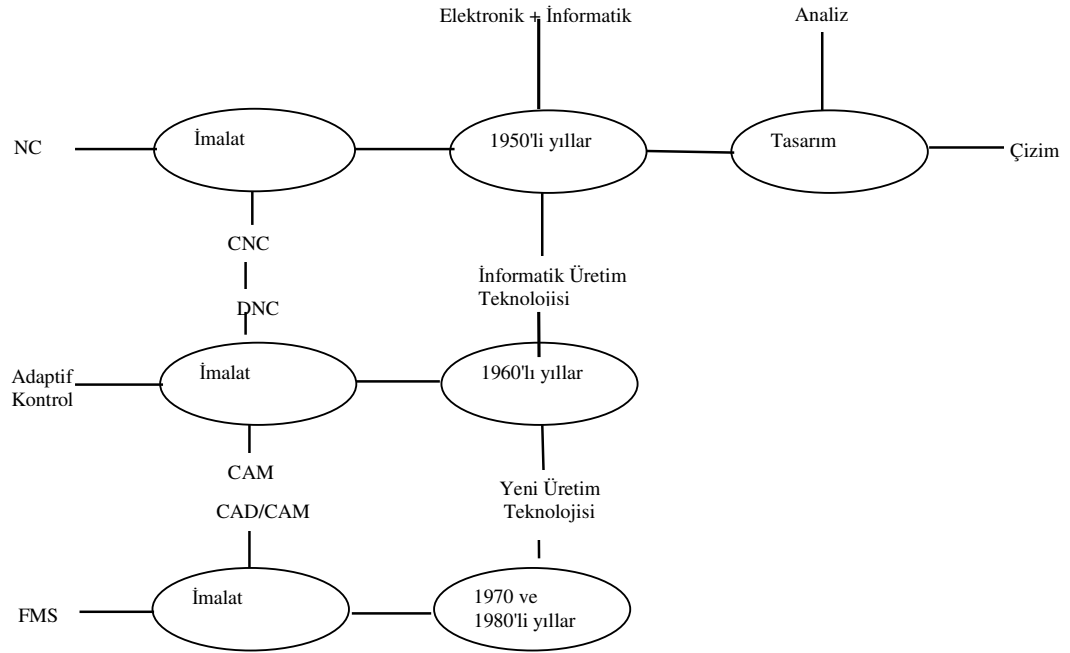 Elektronik + İnformatik
Analiz
NC
İmalat
1950'li yıllar
Tasarım
Çizim
CNC
İnformatik Üretim
Teknolojisi
DNC
Adaptif
Kontrol
İmalat
1960'lı yıllar
CAM
Yeni Üretim
Teknolojisi
CAD/CAM
FMS
İmalat
1970 ve
1980'li yıllar